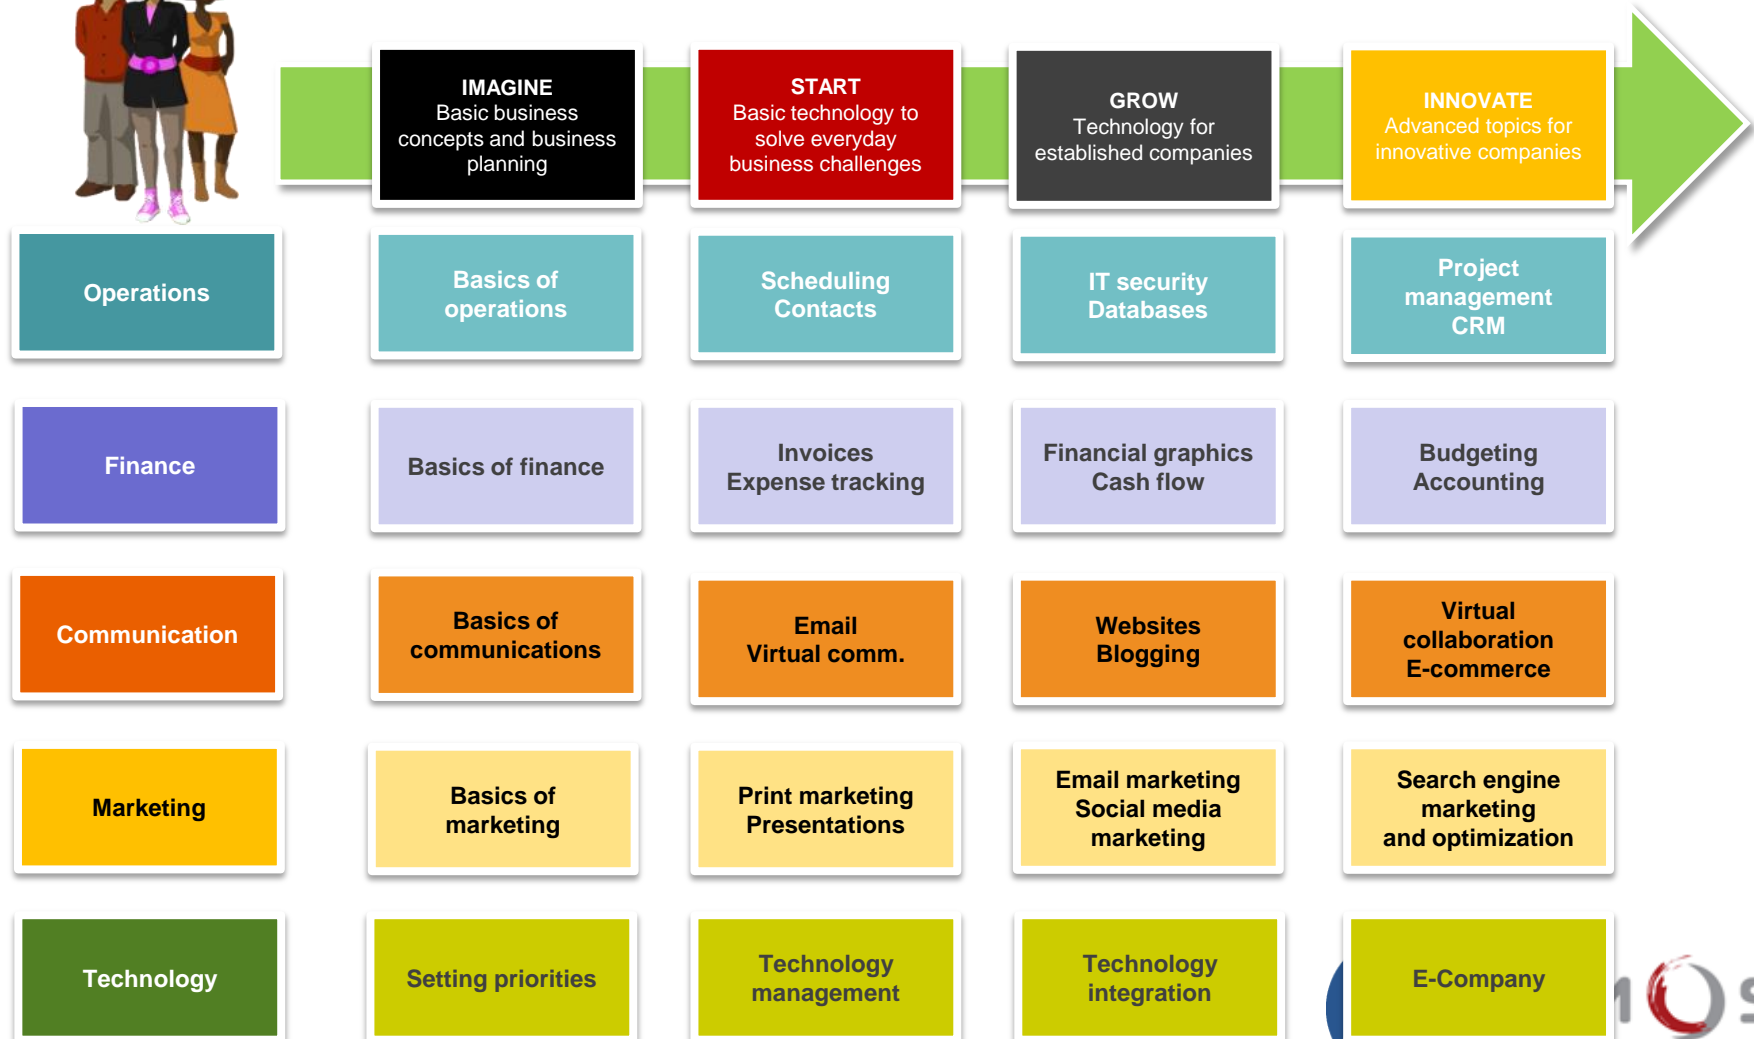 IMAGINE
Basic business
concepts and business
planning
START
Basic technology to
solve everyday
business challenges
GROW
Technology for
established companies
INNOVATE
Advanced topics for
innovative companies
Operations
Basics of
operations
Scheduling
Contacts
IT security
Databases
Project
management
CRM
Finance
Basics of finance
Invoices
Expense tracking
Financial graphics
Cash flow
Budgeting
Accounting
Communication
Basics of
communications
Email
Virtual comm.
Websites
Blogging
Virtual
collaboration
E-commerce
Marketing
Basics of
marketing
Print marketing
Presentations
Email marketing
Social media
marketing
Search engine
marketing
and optimization
Technology
Setting priorities
Technology
management
Technology
integration
E-Company